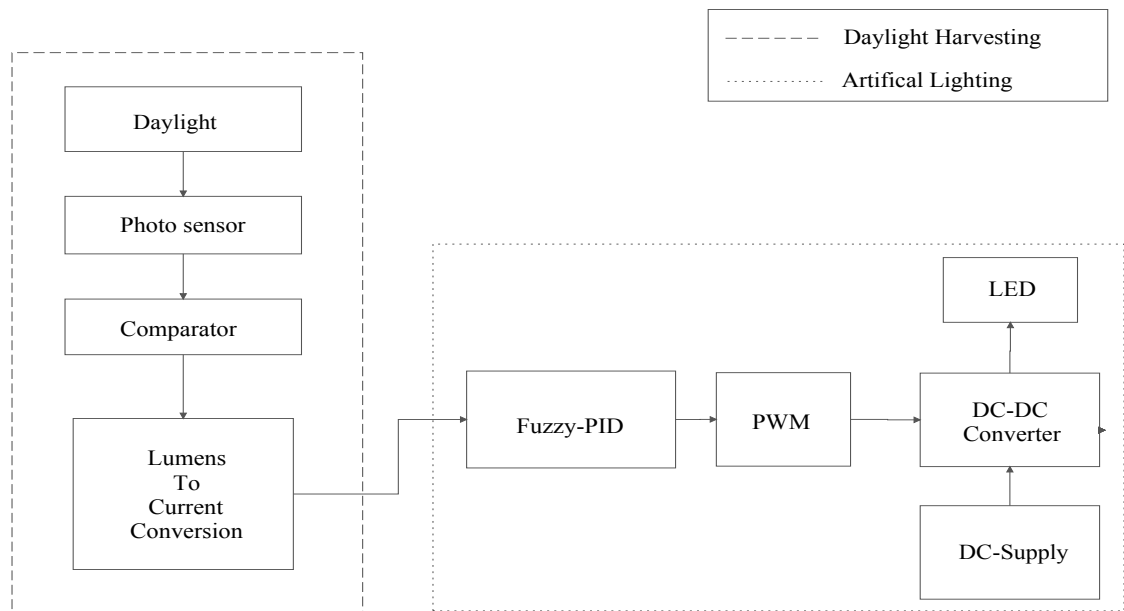 Daylight Harvesting
Artifical Lighting
Daylight
Photo sensor
Comparator
Lumens
To
Current
Conversion
Fuzzy-PID
PWM
LED
DC-DC
Converter
DC-Supply